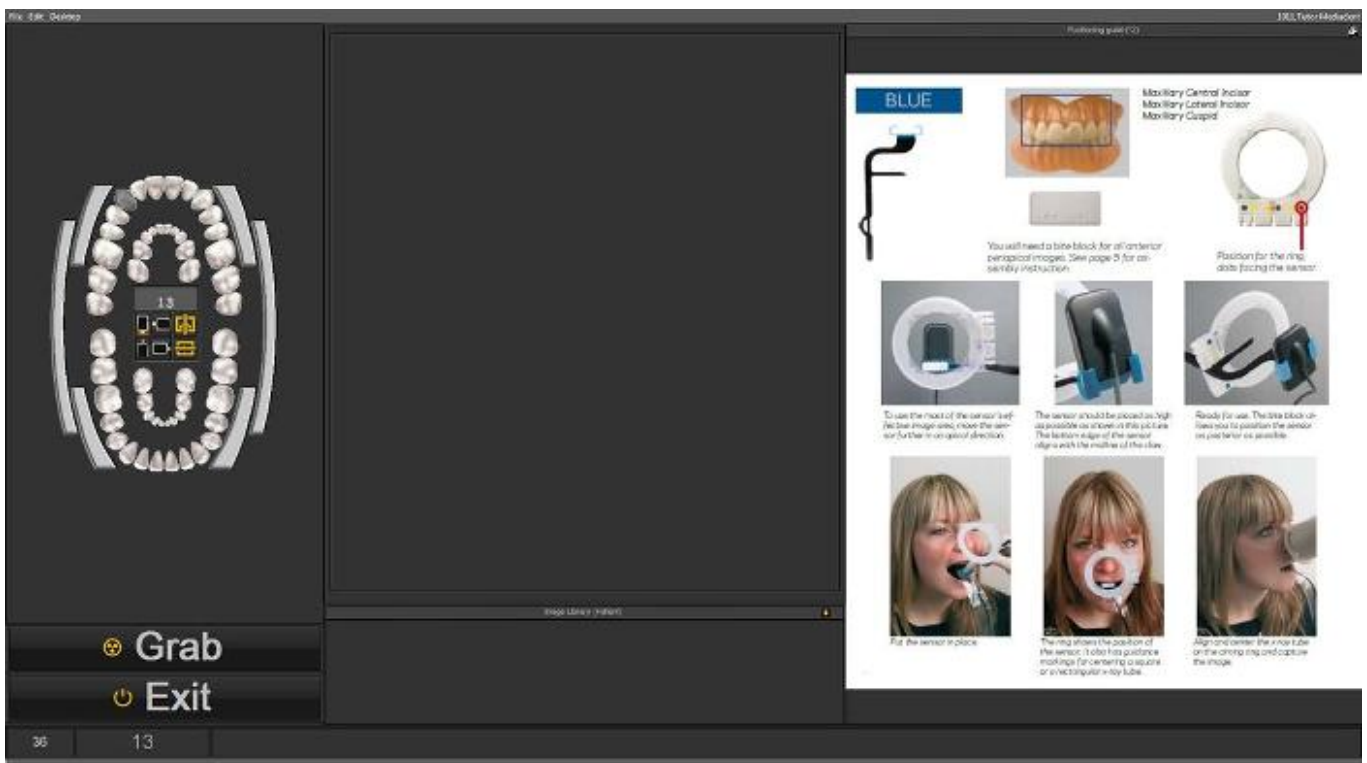 File Edit Desktop
1011, Tutor Mediadent
BLUE
Maxillary Central Incisor
Maxillary Lateral Incisor
Maxillary Cuspid
You will need a bite block for all anterior
periapical images. See page 5 for as-
sembly instruction.
Position for the ring,
dots facing the sensor.
To use the most of the sensor's ef-
fective image area, move the sen-
sor further in an apical direction.
The sensor should be placed as high
as possible as shown in this picture.
The bottom edge of the sensor
aligns with the midline of the claw.
Ready for use. The bite block al-
lows you to position the sensor
as posterior as possible.
Put the sensor in place.
The ring shows the position of
the sensor. It also has guidance
markings for centering a square
or a rectangular x-ray tube.
Align and center the x-ray tube
on the aiming ring and capture
the image.
13
Image Library (Patient)
Grab
Exit
36
13